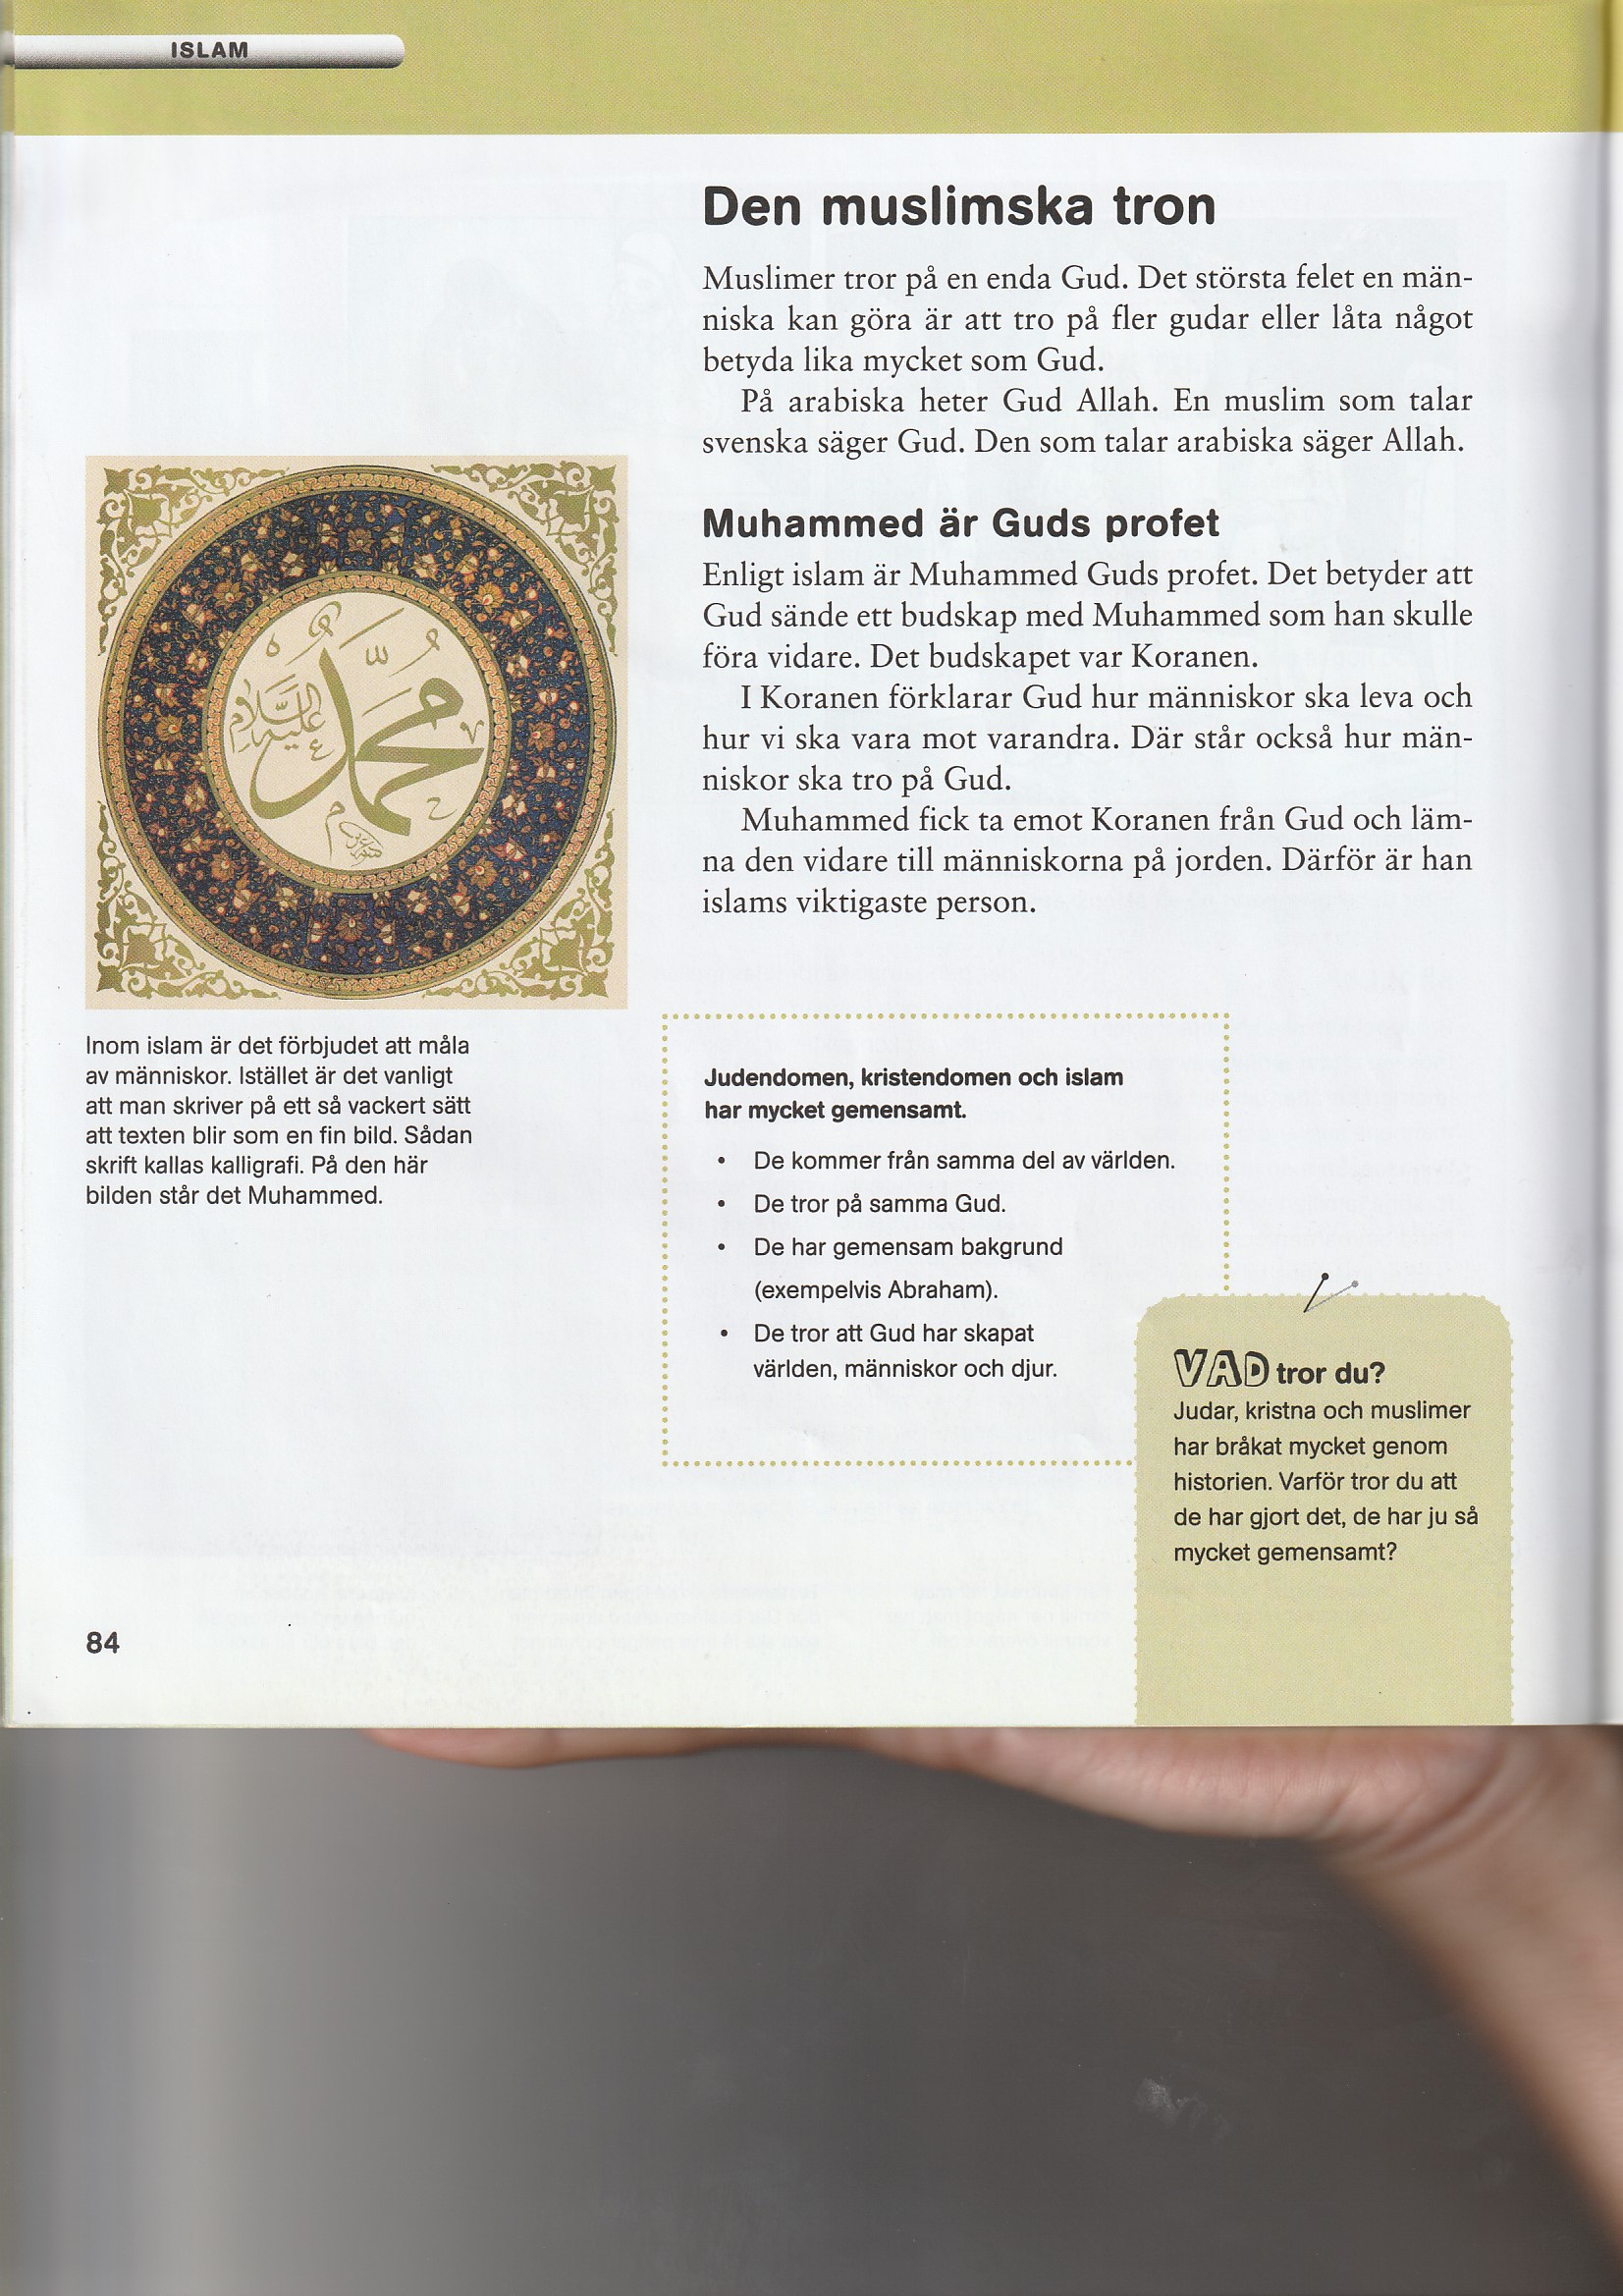 ISLAM
Den muslimska tron
Muslimer tror på en enda Gud. Det största felet en män-
niska kan göra är att tro på fler gudar eller låta något
betyda lika mycket som Gud.
På arabiska heter Gud Allah. En muslim som talar
svenska säger Gud. Den som talar arabiska säger Allah.
Muhammed är Guds profet
Enligt islam är Muhammed Guds profet. Det betyder att
Gud sände ett budskap med Muhammed som han skulle
föra vidare. Det budskapet var Koranen.
I Koranen förklarar Gud hur människor ska leva och
hur vi ska vara mot varandra. Där står också hur män-
niskor ska tro på Gud.
Muhammed fick ta emot Koranen från Gud och läm-
na den vidare till människorna på jorden. Därför är han
islams viktigaste person.
محمد
عليه السلام
Inom islam är det förbjudet att måla
av människor. Istället är det vanligt
att man skriver på ett så vackert sätt
att texten blir som en fin bild. Sådan
skrift kallas kalligrafi. På den här
bilden står det Muhammed.
Judendomen, kristendomen och islam
har mycket gemensamt.
• De kommer från samma del av världen.
• De tror på samma Gud.
• De har gemensam bakgrund
(exempelvis Abraham).
• De tror att Gud har skapat
världen, människor och djur.
VAD tror du?
Judar, kristna och muslimer
har bråkat mycket genom
historien. Varför tror du att
de har gjort det, de har ju så
mycket gemensamt?
84